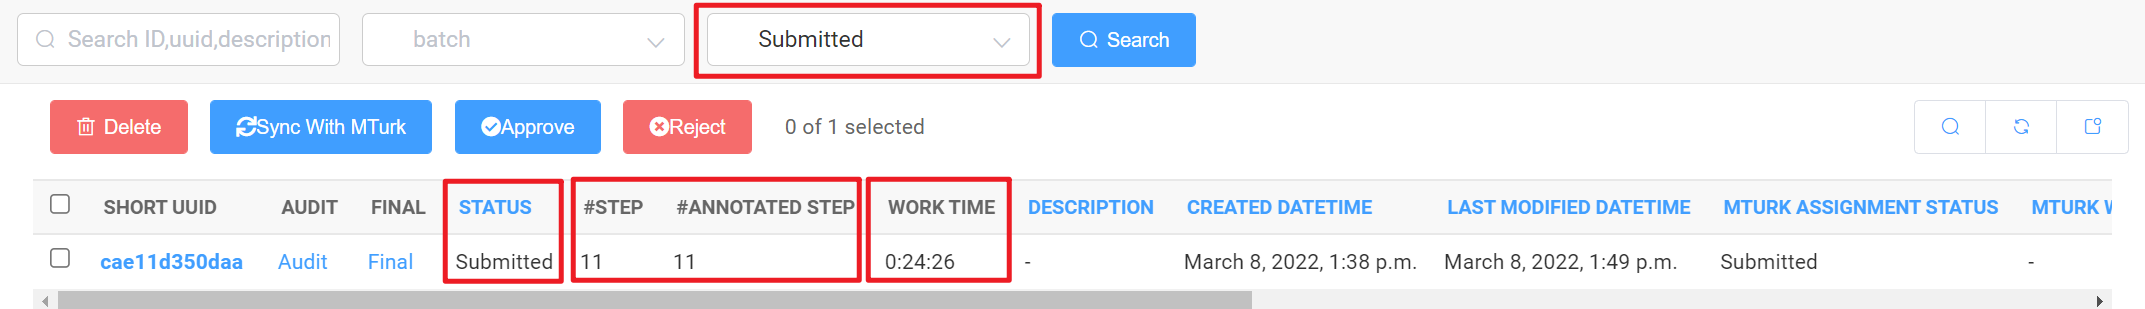 Search ID,uuid,description batch Submitted Search
Delete Sync With MTurk Approve Reject 0 of 1 selected
SHORT UUID AUDIT FINAL STATUS #STEP #ANNOTATED STEP WORK TIME DESCRIPTION CREATED DATETIME LAST MODIFIED DATETIME MTURK ASSIGNMENT STATUS MTURK
cae11d350daa Audit Final Submitted 11 11 0:24:26 - March 8, 2022, 1:38 p.m. March 8, 2022, 1:49 p.m. Submitted -